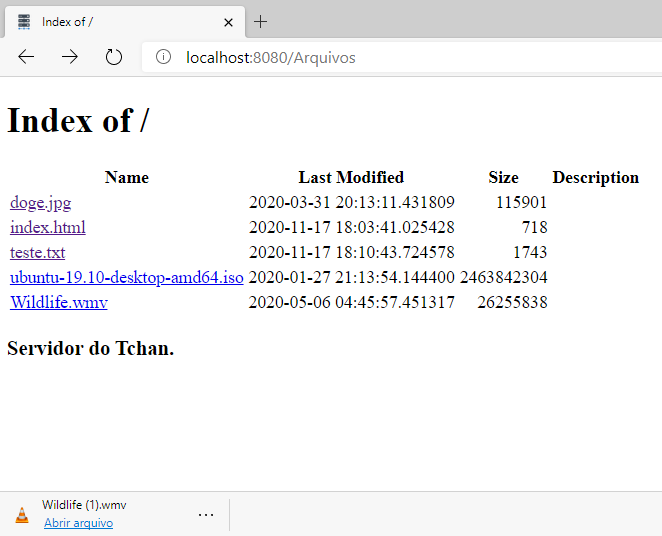 Index of /
localhost:8080/Arquivos
Index of /
Name Last Modified Size Description
doge.jpg 2020-03-31 20:13:11.431809 115901
index.html 2020-11-17 18:03:41.025428 718
teste.txt 2020-11-17 18:10:43.724578 1743
ubuntu-19.10-desktop-amd64.iso 2020-01-27 21:13:54.144400 2463842304
Wildlife.wmv 2020-05-06 04:45:57.451317 26255838
Servidor do Tchan.
Wildlife (1).wmv
Abrir arquivo